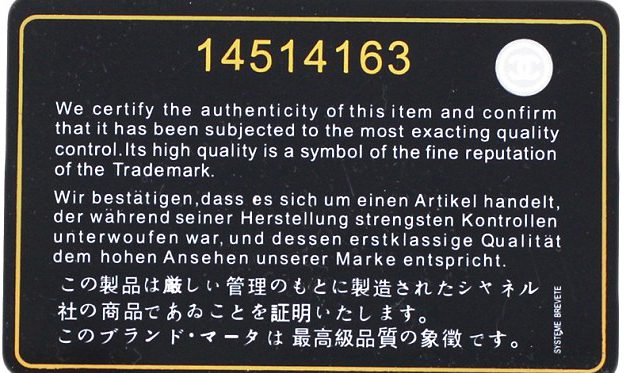 14514163
We certify the authenticity of this item and confirm
that it has been subjected to the most exacting quality
control.Its high quality is a symbol of the fine reputation
of the Trademark.
Wir bestätigen,dass es sich um einen Artikel handelt,
der während seiner Herstellung strengsten Kontrollen
unterwoufen war, und dessen erstklassige Qualität
dem hohen Ansehen unserer Marke entspricht.
この製品は厳しい管理のもとに製造されたシャネル
社の商品であゐことを証明いたします。
このブランド・マータは最高級品質の象徴です。
SYSTEME BREVETE